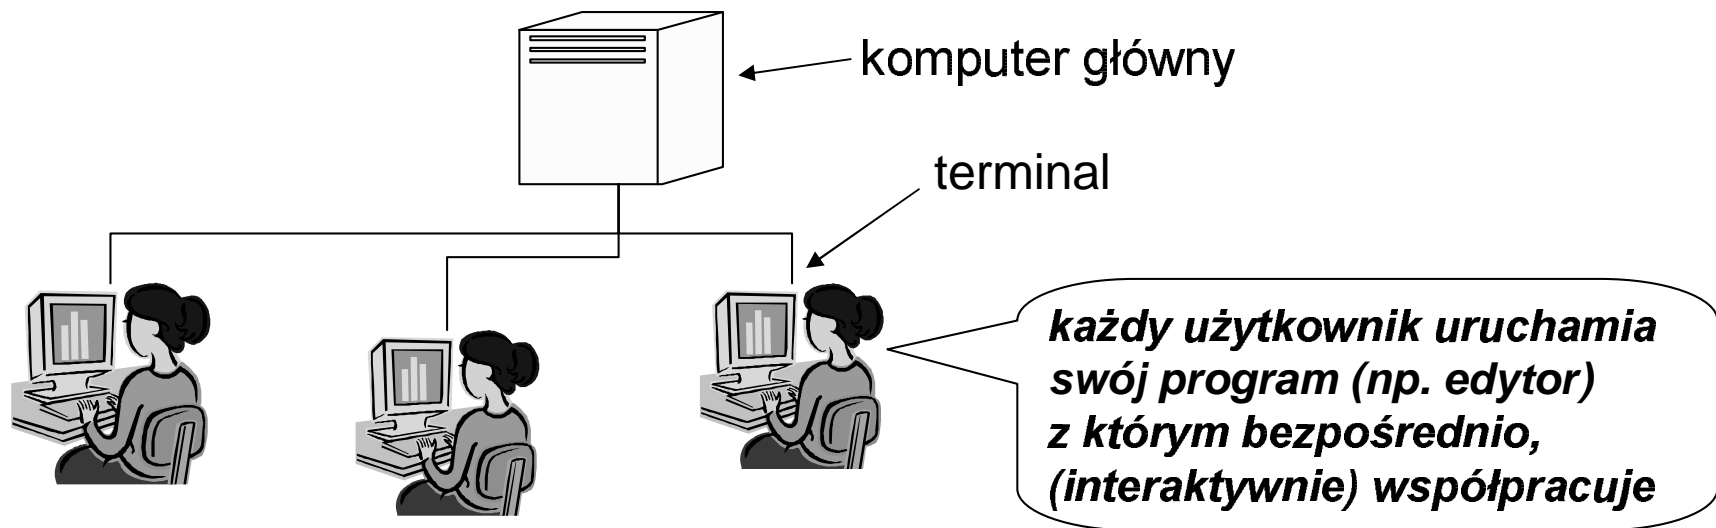 komputer główny
terminal
każdy użytkownik uruchamia
swój program (np. edytor)
z którym bezpośrednio,
(interaktywnie) współpracuje